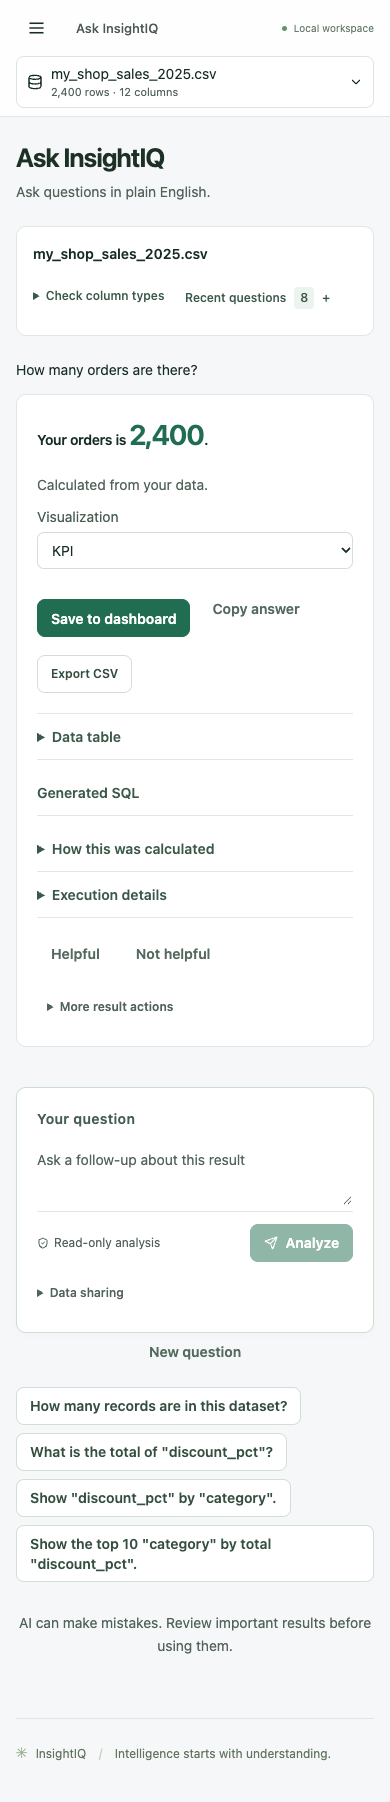 Ask InsightIQ
Local workspace
my_shop_sales_2025.csv
2,400 rows · 12 columns
Ask InsightIQ
Ask questions in plain English.
my_shop_sales_2025.csv
Check column types
Recent questions 8 +
How many orders are there?
Your orders is 2,400.
Calculated from your data.
Visualization
KPI
Save to dashboard
Copy answer
Export CSV
Data table
Generated SQL
How this was calculated
Execution details
Helpful
Not helpful
More result actions
Your question
Ask a follow-up about this result
Read-only analysis
Analyze
Data sharing
New question
How many records are in this dataset?
What is the total of "discount_pct"?
Show "discount_pct" by "category".
Show the top 10 "category" by total
"discount_pct".
AI can make mistakes. Review important results before
using them.
InsightIQ / Intelligence starts with understanding.